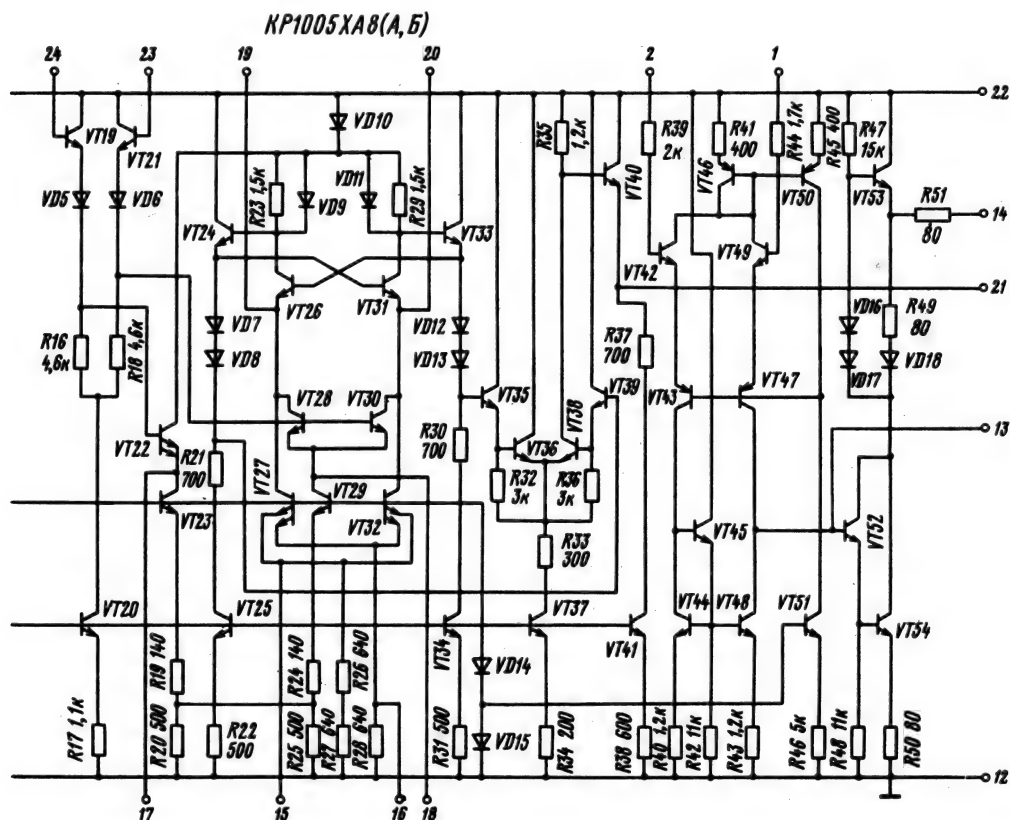 КР1005ХА8(А,Б)
24
23
19
20
2
1
22
VT19
VT21
VD10
R35
1,2к
R39
2к
R41
400
R44 1,7к
R45 400
R47
15к
VD5
VD6
R23 1,5к
VD9
VD11
R29 1,5к
VT40
VT46
VT50
VT53
R51
80
14
VT24
VT33
VT42
VT49
VT26
VT31
21
R16
4,6к
R18 4,6к
VD7
VD8
VD12
VD13
R37
700
VD16
VD17
R49
80
VD18
VT28
VT30
VT35
VT39
VT43
VT47
VT22
R21
700
R30
700
VT36
VT38
13
VT27
VT29
R32
3к
R36
3к
VT23
VT32
VT45
VT52
R33
300
VT20
VT25
VT34
VT37
VT41
VT44
VT48
VT51
VT54
R19 140
R24 140
R26 640
VD14
R17 1,1к
R20 500
R22
500
R25 500
R27 640
R28 640
R31 500
VD15
R34 200
R38 600
R40 1,2к
R42 11к
R43 1,2к
R46 5к
R48 11к
R50 80
12
17
15
16
18